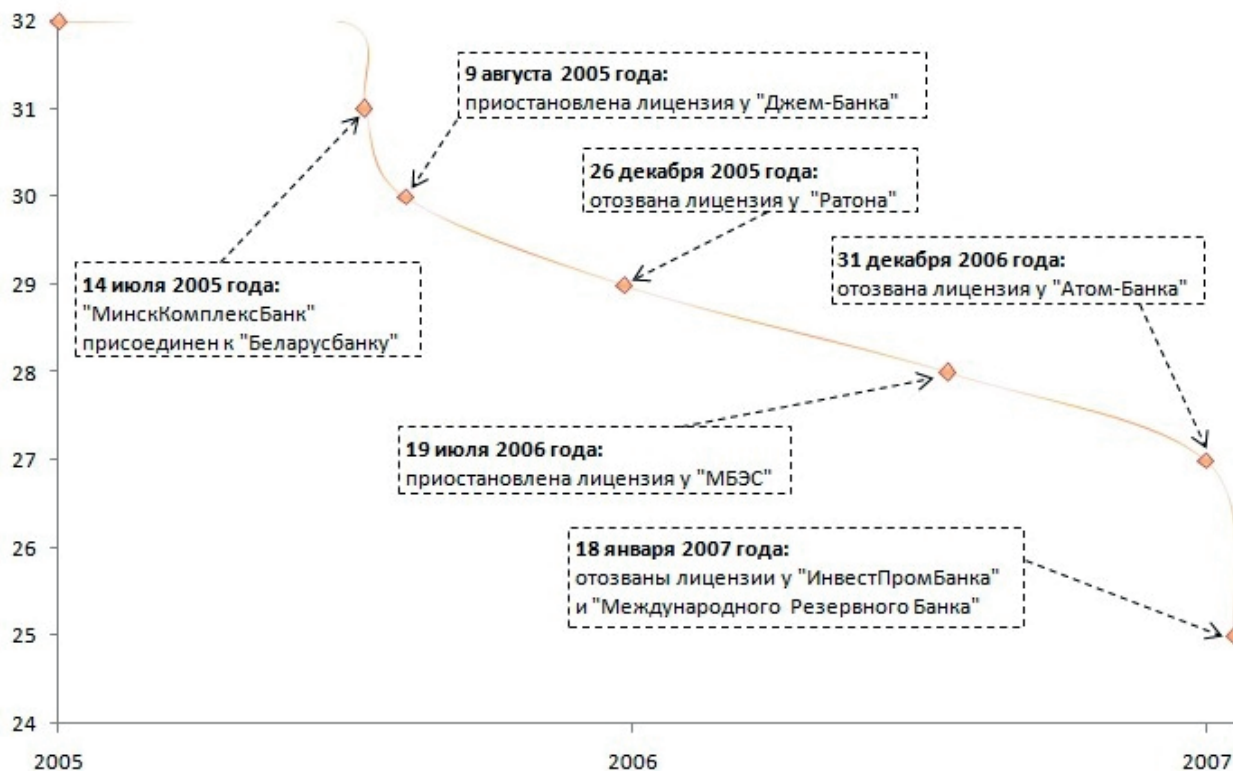 32
31
30
29
28
27
26
25
24
9 августа 2005 года:
приостановлена лицензия у "Джем-Банка"
26 декабря 2005 года:
отозвана лицензия у "Ратона"
31 декабря 2006 года:
отозвана лицензия у "Атом-Банка"
14 июля 2005 года:
"МинскКомплексБанк"
присоединен к "Беларусбанку"
19 июля 2006 года:
приостановлена лицензия у "МБЭС"
18 января 2007 года:
отозваны лицензии у "ИнвестПромБанка"
и "Международного Резервного Банка"
2005
2006
2007